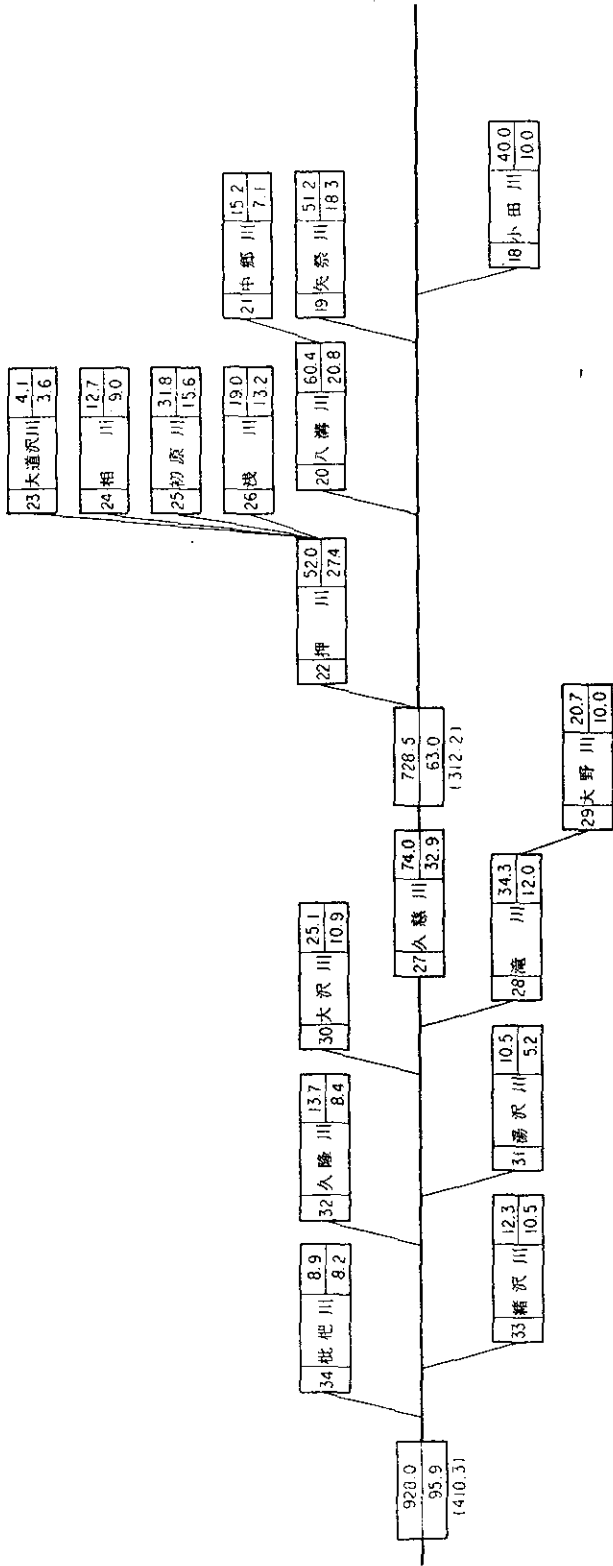 23 大道沢川 4.1 3.6
24 相川 12.7 9.0
25 初原川 31.8 15.6
26 浅川 19.0 13.2
21 中郷川 15.2 7.1
22 押川 52.0 27.4
20 八溝川 60.4 20.8
19 矢祭川 51.2 18.3
34 枇杷川 8.9 8.2
32 久隆川 13.7 8.4
30 大沢川 25.1 10.9
928.0
95.9
(410.3)
27 久慈川 74.0 32.9
728.5
63.0
(312.2)
33 緒沢川 12.3 10.5
31 湯沢川 10.5 5.2
28 滝川 34.3 12.0
29 大野川 20.7 10.0
18 小田川 40.0 10.0